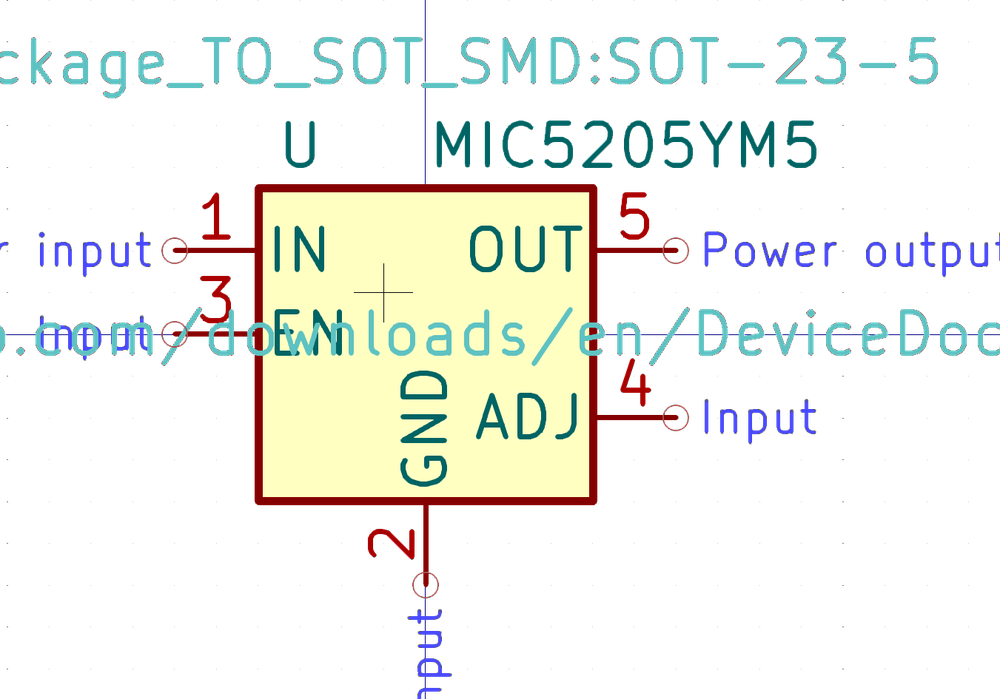 ckage_TO_SOT_SMD:SOT-23-5
U MIC5205YM5
1 5
input IN OUT Power output
3
Input EN
o.com/downloads/en/DeviceDoc
4
GND ADJ Input
2
nput